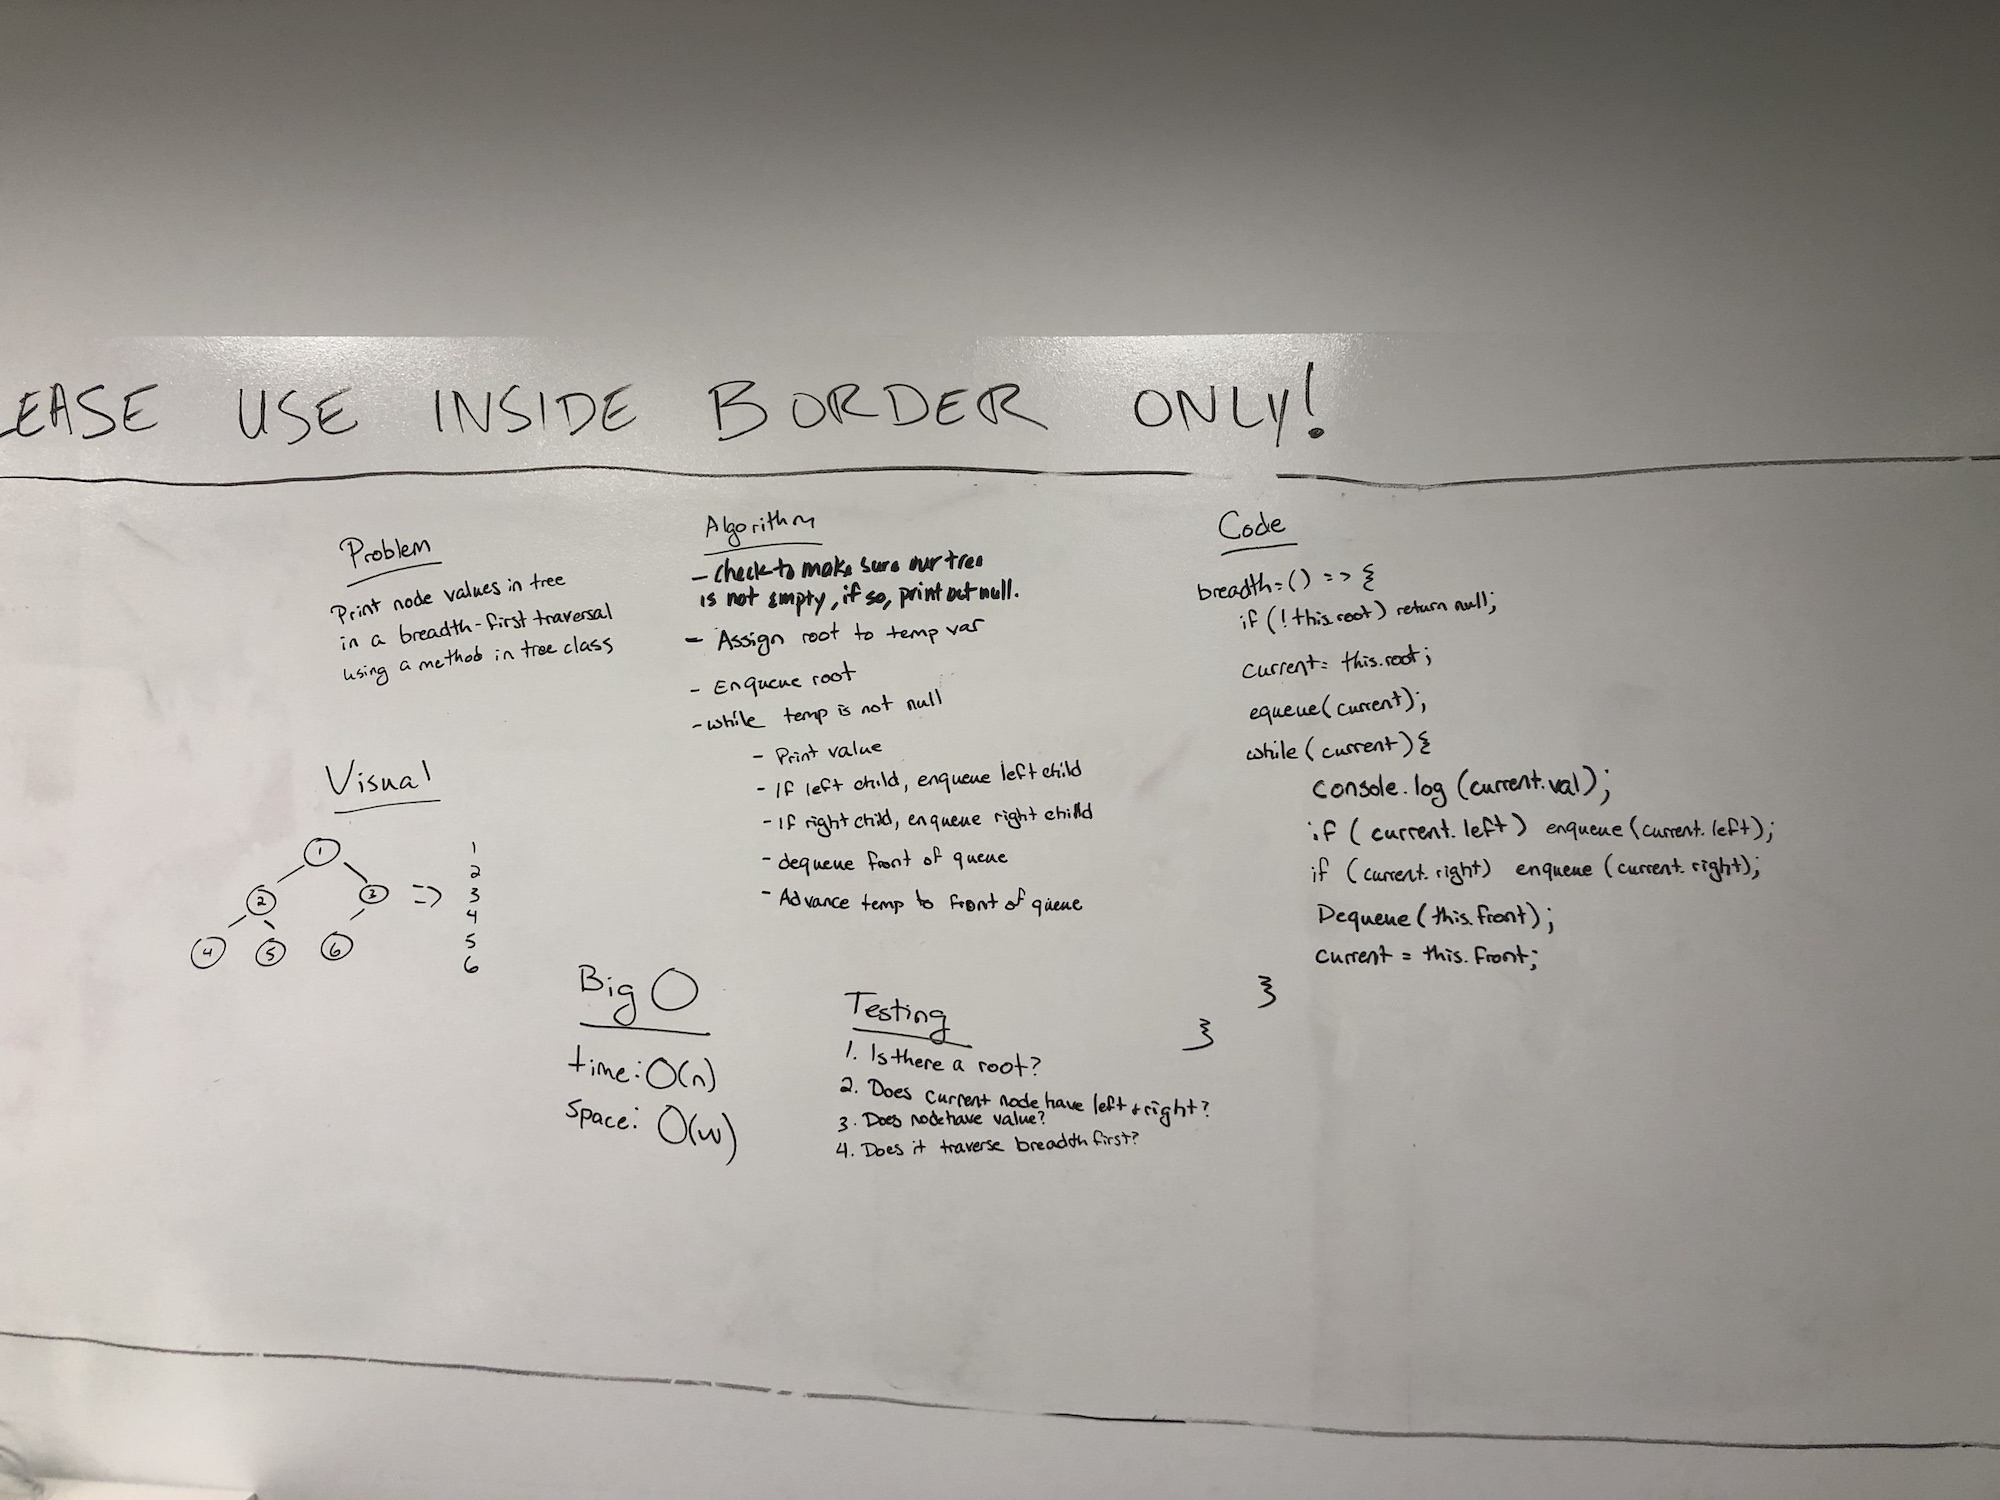 LEASE USE INSIDE BORDER ONLY!
Problem
Print node values in tree
in a breadth-first traversal
using a method in tree class
Visual
1
2
3
4
5
6
=>
1
2
3
4
5
6
Algorithm
- Check to make sure our tree
is not empty, if so, print out null.
- Assign root to temp var
- Enqueue root
- while temp is not null
- Print value
- If left child, enqueue left child
- If right child, enqueue right child
- dequeue front of queue
- Advance temp to front of queue
Big O
time: O(n)
Space: O(w)
Testing
1. Is there a root?
2. Does current node have left + right?
3. Does node have value?
4. Does it traverse breadth first?
Code
breadth = () => {
if (!this.root) return null;
current = this.root;
equeue(current);
while (current) {
console.log (current.val);
if (current.left) enqueue (current.left);
if (current.right) enqueue (current.right);
Dequeue (this.front);
current = this.front;
}
}